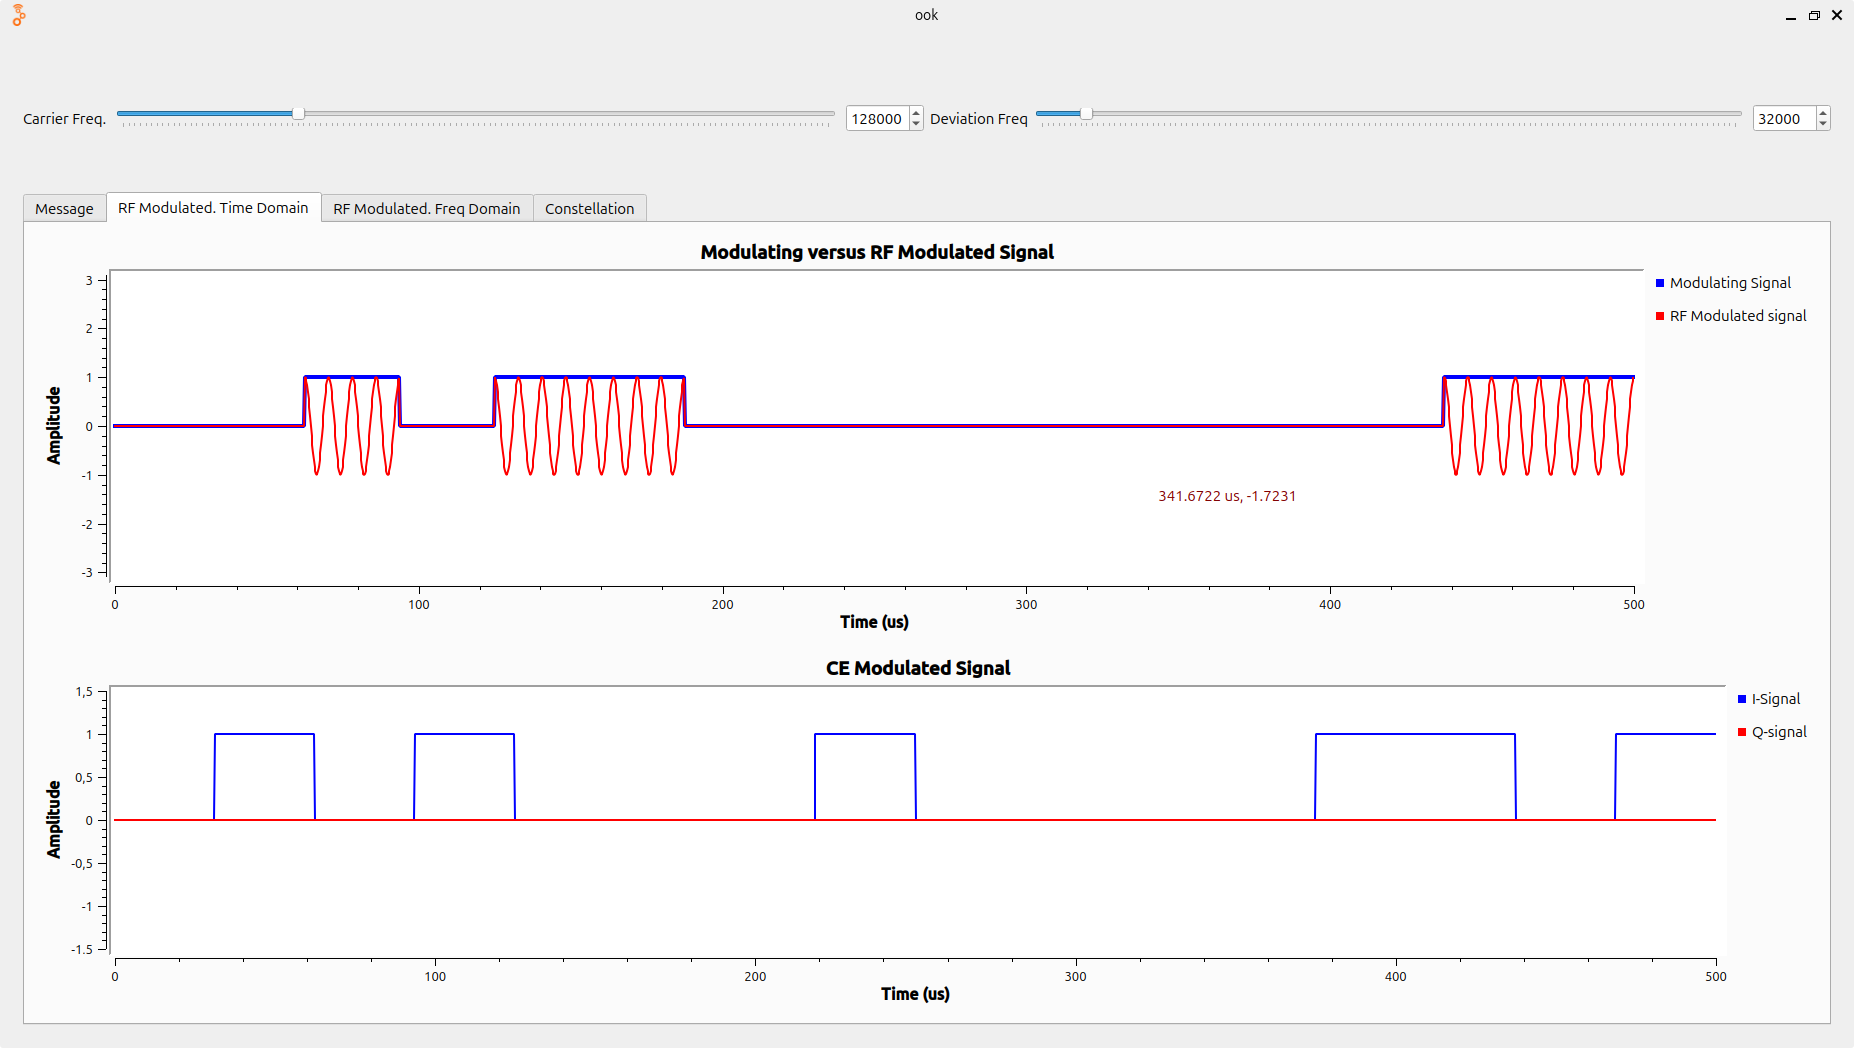 ook
Carrier Freq. 128000 Deviation Freq 32000
Message RF Modulated. Time Domain RF Modulated. Freq Domain Constellation
Modulating versus RF Modulated Signal
3
2
1
0
-1
-2
-3
Amplitude
Modulating Signal
RF Modulated signal
341.6722 us, -1.7231
0 100 200 300 400 500
Time (us)
CE Modulated Signal
1,5
1
0,5
0
-0,5
-1
-1.5
Amplitude
I-Signal
Q-signal
0 100 200 300 400 500
Time (us)